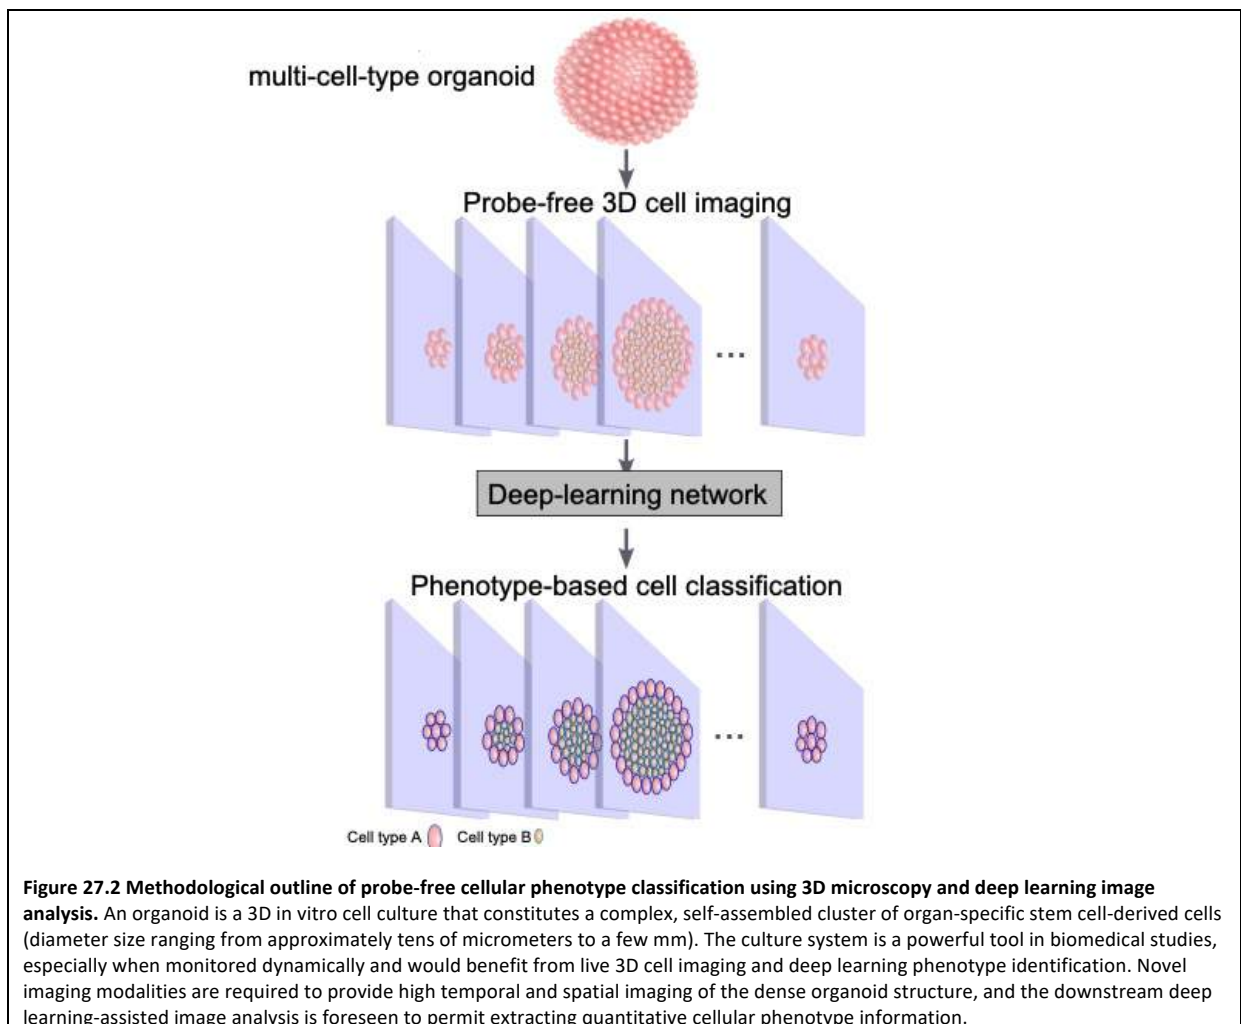 multi-cell-type organoid
Probe-free 3D cell imaging
...
Deep-learning network
Phenotype-based cell classification
...
Cell type A
Cell type B
Figure 27.2 Methodological outline of probe-free cellular phenotype classification using 3D microscopy and deep learning image
analysis. An organoid is a 3D in vitro cell culture that constitutes a complex, self-assembled cluster of organ-specific stem cell-derived cells
(diameter size ranging from approximately tens of micrometers to a few mm). The culture system is a powerful tool in biomedical studies,
especially when monitored dynamically and would benefit from live 3D cell imaging and deep learning phenotype identification. Novel
imaging modalities are required to provide high temporal and spatial imaging of the dense organoid structure, and the downstream deep
learning-assisted image analysis is foreseen to permit extracting quantitative cellular phenotype information.